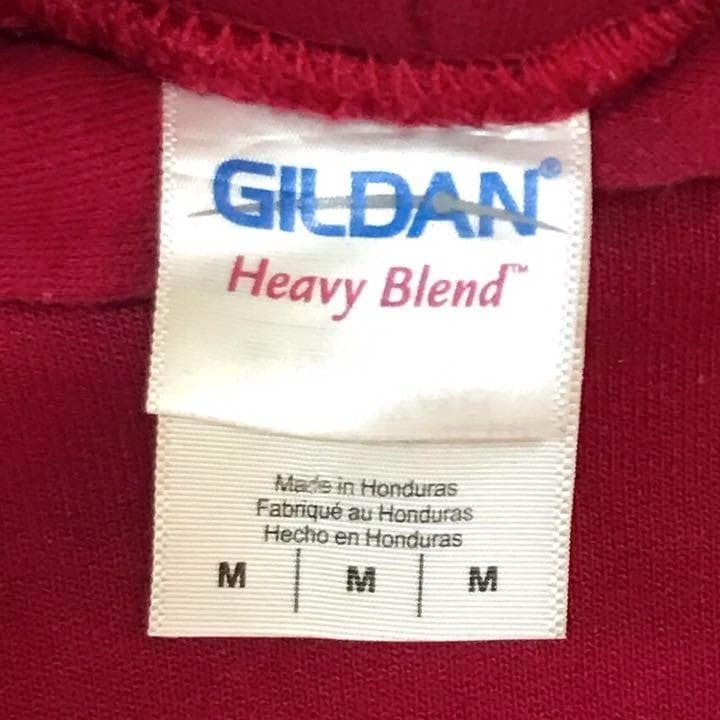 GILDAN®
Heavy Blend™
Made in Honduras
Fabriqué au Honduras
Hecho en Honduras
M | M | M